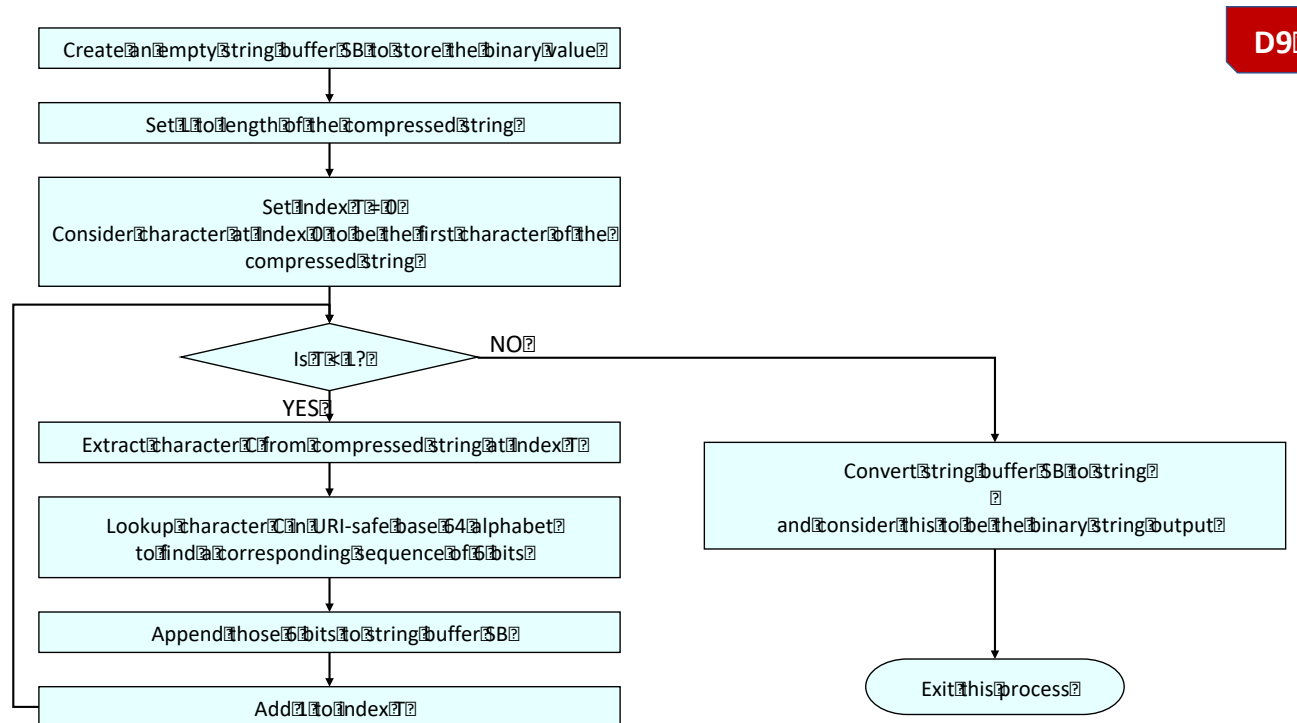 D9
Create an empty string buffer SB to store the binary value
Set L to length of the compressed string
Set Index T = 0
Consider character at Index 0 to be the first character of the
compressed string
Is T < L?
NO
YES
Extract character C from compressed string at Index T
Lookup character C in URI-safe base 64 alphabet
to find a corresponding sequence of 6 bits
Append those 6 bits to string buffer SB
Add 1 to Index T
Convert string buffer SB to string
and consider this to be the binary string output
Exit this process